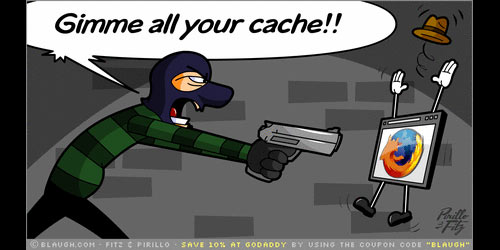 Gimme all your cache!!
Pirillo
& Fitz
© BLAUGH.COM · FITZ & PIRILLO · SAVE 10% AT GODADDY BY USING THE COUPON CODE "BLAUGH"